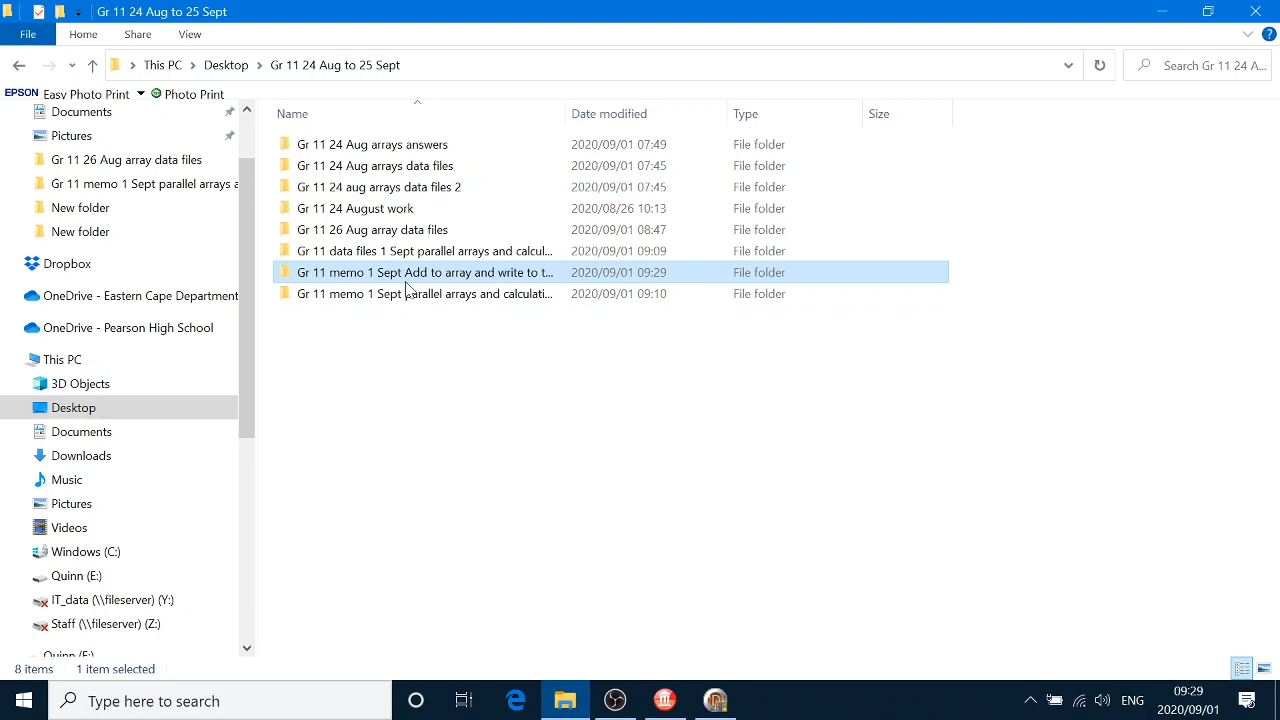 Gr 11 24 Aug to 25 Sept
File Home Share View
This PC Desktop Gr 11 24 Aug to 25 Sept Search Gr 11 24 A...
EPSON Easy Photo Print Photo Print
Documents
Pictures
Gr 11 26 Aug array data files
Gr 11 memo 1 Sept parallel arrays a
New folder
New folder
Dropbox
OneDrive - Eastern Cape Department
OneDrive - Pearson High School
This PC
3D Objects
Desktop
Documents
Downloads
Music
Pictures
Videos
Windows (C:)
Quinn (E:)
IT_data (\\fileserver) (Y:)
Staff (\\fileserver) (Z:)
Quinn (E:)
Name Date modified Type Size
Gr 11 24 Aug arrays answers 2020/09/01 07:49 File folder
Gr 11 24 Aug arrays data files 2020/09/01 07:45 File folder
Gr 11 24 aug arrays data files 2 2020/09/01 07:45 File folder
Gr 11 24 August work 2020/08/26 10:13 File folder
Gr 11 26 Aug array data files 2020/09/01 08:47 File folder
Gr 11 data files 1 Sept parallel arrays and calcul... 2020/09/01 09:09 File folder
Gr 11 memo 1 Sept Add to array and write to t... 2020/09/01 09:29 File folder
Gr 11 memo 1 Sept parallel arrays and calculati... 2020/09/01 09:10 File folder
8 items 1 item selected
Type here to search ENG 09:29
2020/09/01